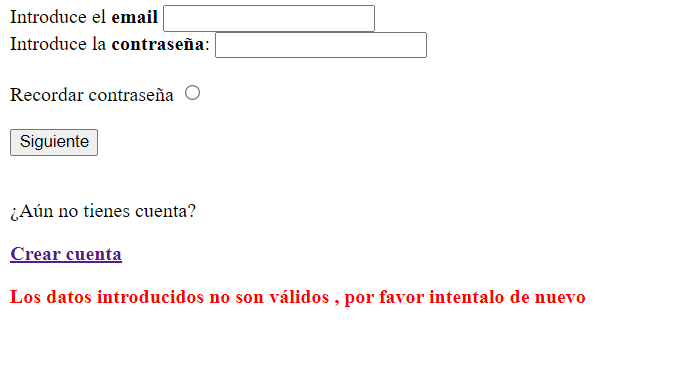 Introduce el email
Introduce la contraseña:
Recordar contraseña
Siguiente
¿Aún no tienes cuenta?
Crear cuenta
Los datos introducidos no son válidos , por favor intentalo de nuevo